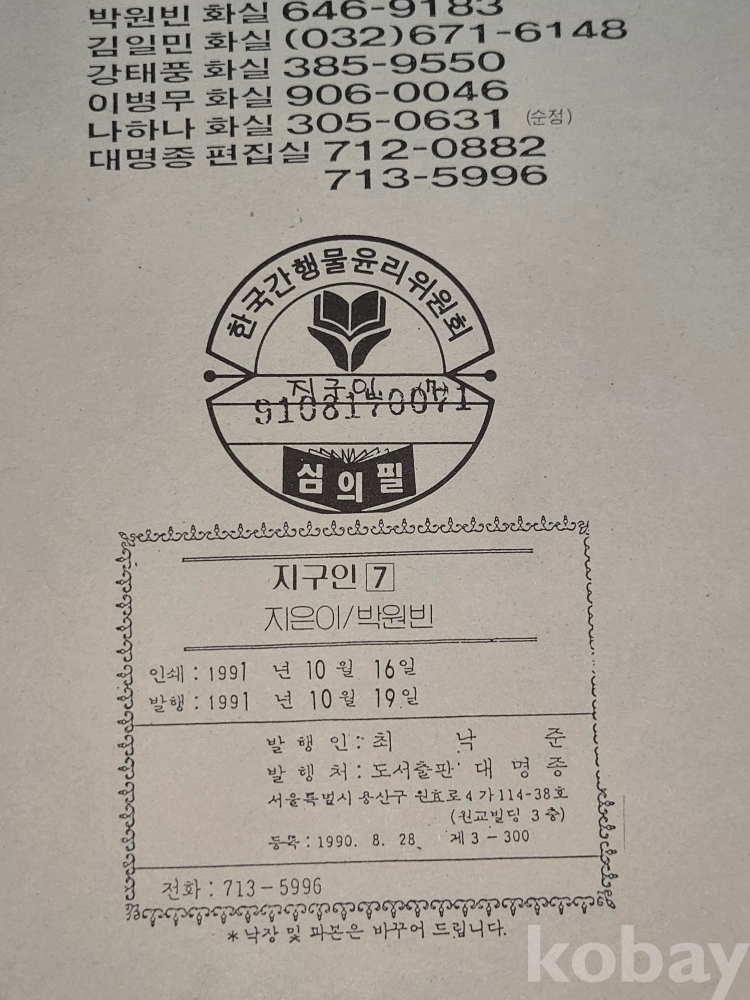 박원빈 화실 646-9183
김일민 화실 (032)671-6148
강태풍 화실 385-9550
이병무 화실 906-0046
나하나 화실 305-0631 (순정)
대명종 편집실 712-0882
713-5996
한국간행물윤리위원회
지구인 (7)
9108170071
심의필
지구인 7
지은이/박원빈
인쇄 : 1991 년 10 월 16일
발행 : 1991 년 10 월 19일
발 행 인 : 최 낙 준
발 행 처 : 도서출판 대 명 종
서울특별시 용산구 원효로 4 가 114-38호
(원교빌딩 3 층)
등록 : 1990. 8. 28. 제 3 - 300
전화 : 713-5996
*낙장 및 파본은 바꾸어 드립니다.
kobay